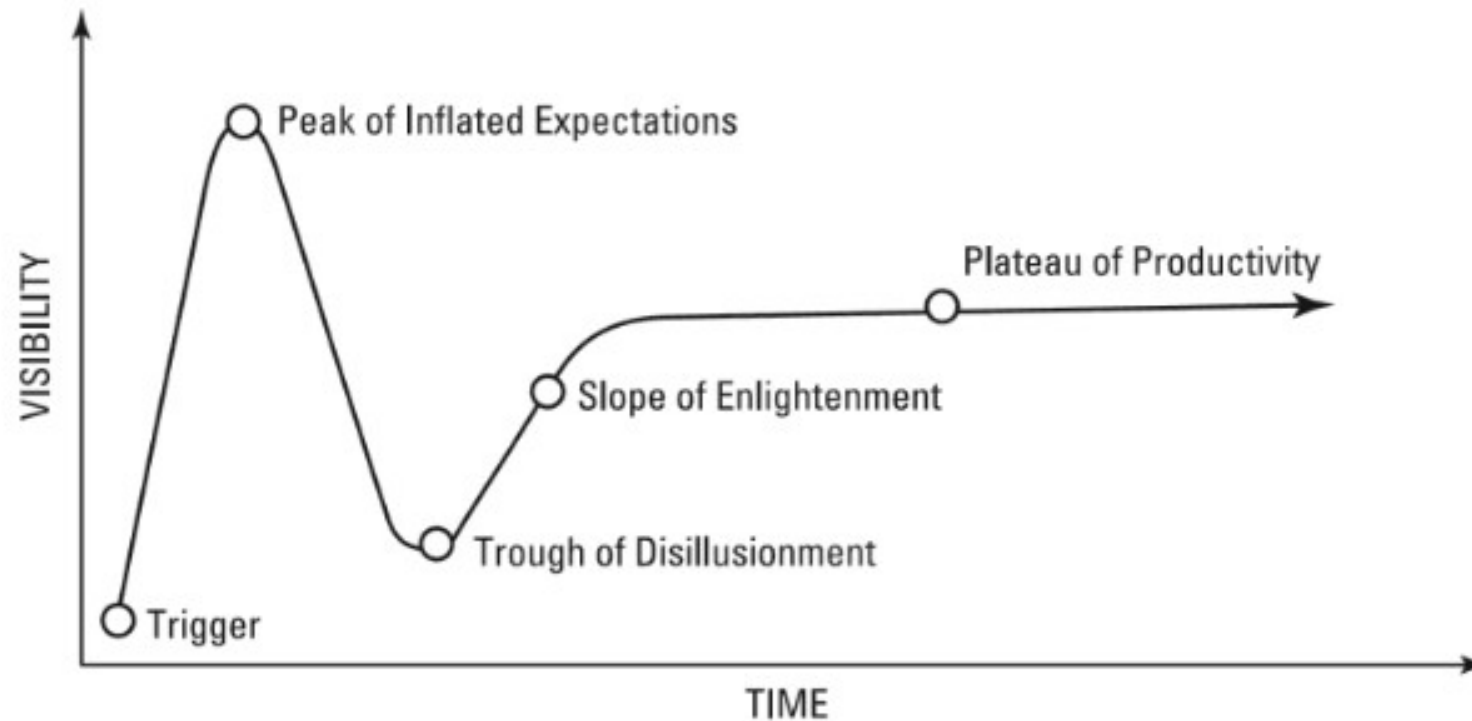 Peak of Inflated Expectations
Plateau of Productivity
Slope of Enlightenment
Trough of Disillusionment
Trigger
VISIBILITY
TIME